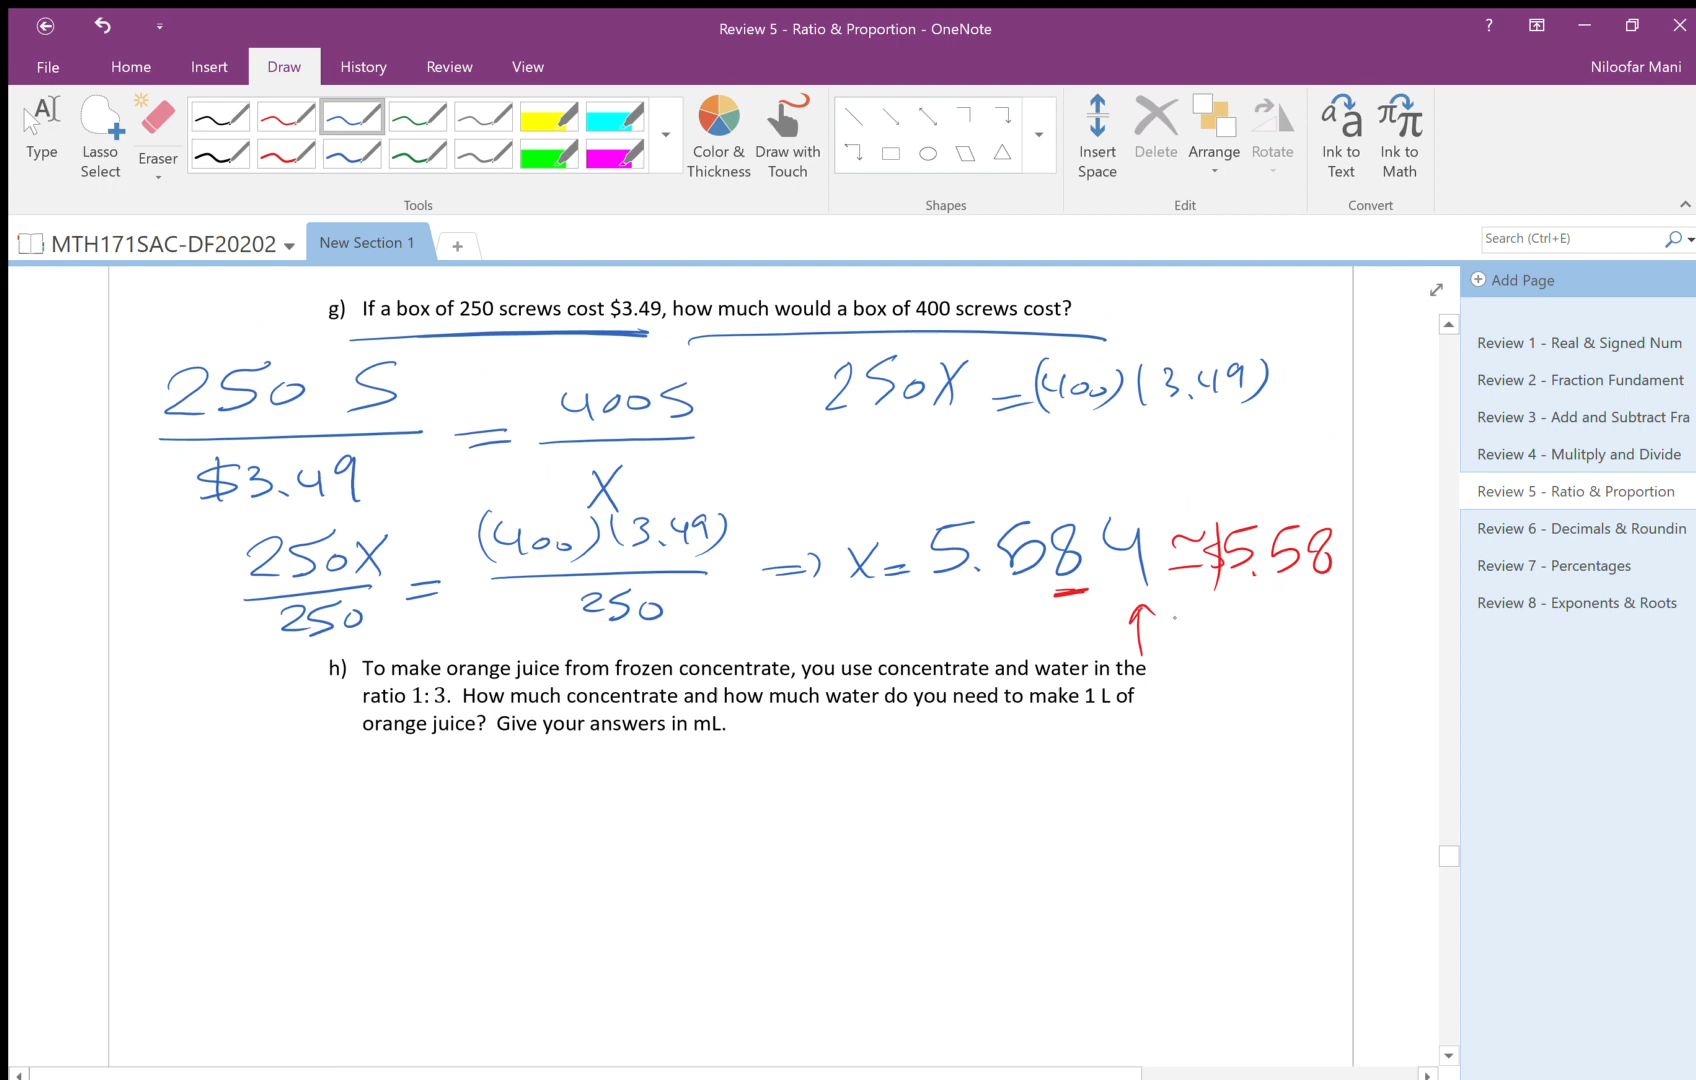 Review 5 - Ratio & Proportion - OneNote
?
File Home Insert Draw History Review View
Niloofar Mani
Type
Lasso Select
Eraser
Color & Thickness
Draw with Touch
Insert Space
Delete
Arrange
Rotate
Ink to Text
Ink to Math
Tools
Shapes
Edit
Convert
MTH171SAC-DF20202
New Section 1
+
Search (Ctrl+E)
Add Page
Review 1 - Real & Signed Num
Review 2 - Fraction Fundament
Review 3 - Add and Subtract Fra
Review 4 - Mulitply and Divide
Review 5 - Ratio & Proportion
Review 6 - Decimals & Roundin
Review 7 - Percentages
Review 8 - Exponents & Roots
g) If a box of 250 screws cost $3.49, how much would a box of 400 screws cost?
250 S = 400 S
$3.49 X
250X = (400)(3.49)
250X = (400)(3.49) => X = 5.584 ≃ $5.58
250 250
h) To make orange juice from frozen concentrate, you use concentrate and water in the
ratio 1:3. How much concentrate and how much water do you need to make 1 L of
orange juice? Give your answers in mL.